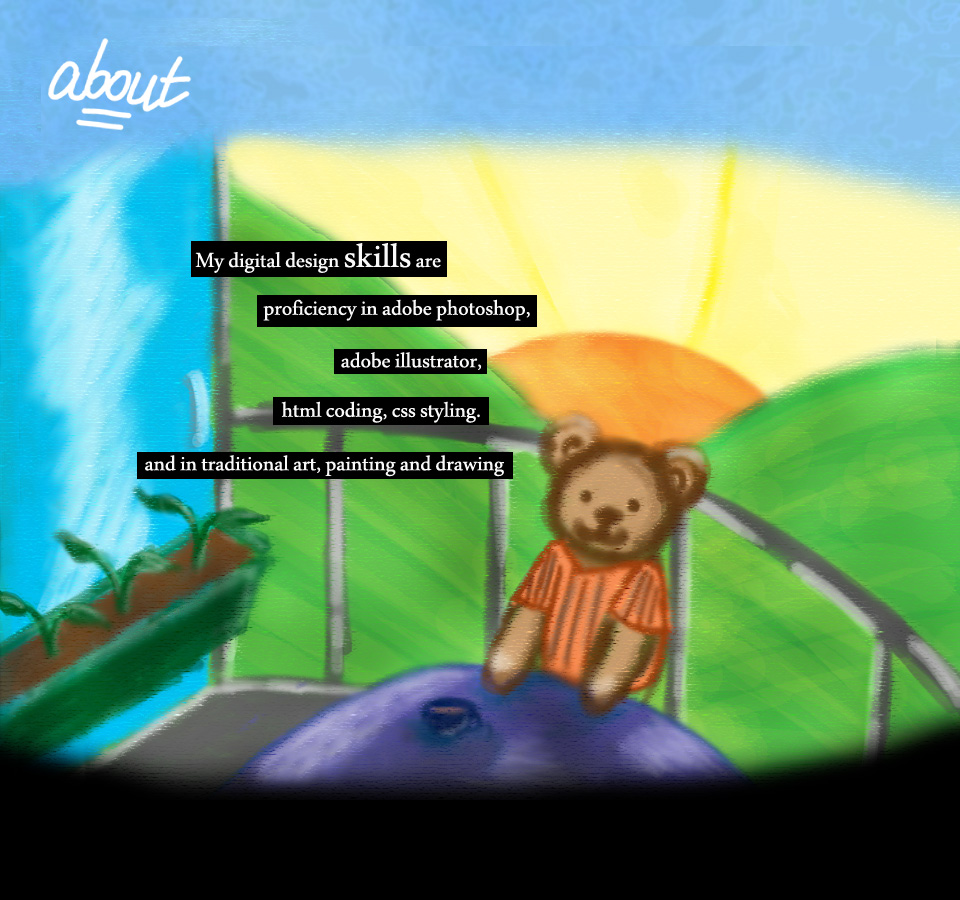 about
My digital design skills are
proficiency in adobe photoshop,
adobe illustrator,
html coding, css styling.
and in traditional art, painting and drawing